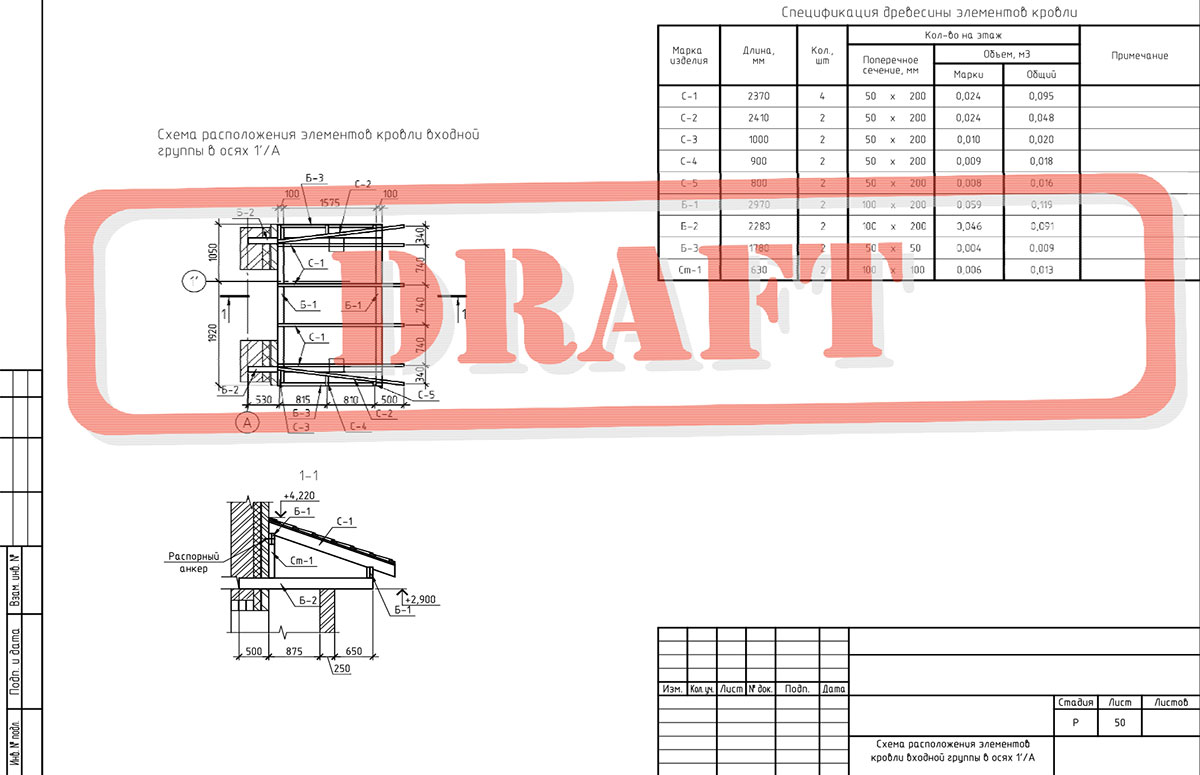 Спецификация древесины элементов кровли
Марка изделия Длина, мм Кол., шт Кол-во на этаж Примечание
Поперечное сечение, мм Объем, м3
Марки Общий
С-1 2370 4 50 х 200 0,024 0,095
С-2 2410 2 50 х 200 0,024 0,048
С-3 1000 2 50 х 200 0,010 0,020
С-4 900 2 50 х 200 0,009 0,018
С-5 800 2 50 х 200 0,008 0,016
Б-1 2970 2 100 х 200 0,059 0,119
Б-2 2280 2 100 х 200 0,046 0,091
Б-3 1780 2 50 х 50 0,004 0,009
Ст-1 630 2 100 х 100 0,006 0,013
Схема расположения элементов кровли входной
группы в осях 1'/А
Б-3 С-2
100 1575 100
Б-2
1050 340
С-1 740
1'
Б-1 Б-1 740
1 1
1920 С-1 740
340
Б-2 С-5
530 815 810 500
Б-3 С-2
А С-3 С-4
DRAFT
1-1
+4,220
Б-1
С-1
Распорный
анкер
Ст-1
Б-2
+2,900
Б-1
500 875 650
250
Взам. инв. №
Подп. и дата
Инв. № подл.
Изм. Кол.уч. Лист № док. Подп. Дата
Стадия Лист Листов
Р 50
Схема расположения элементов
кровли входной группы в осях 1'/А